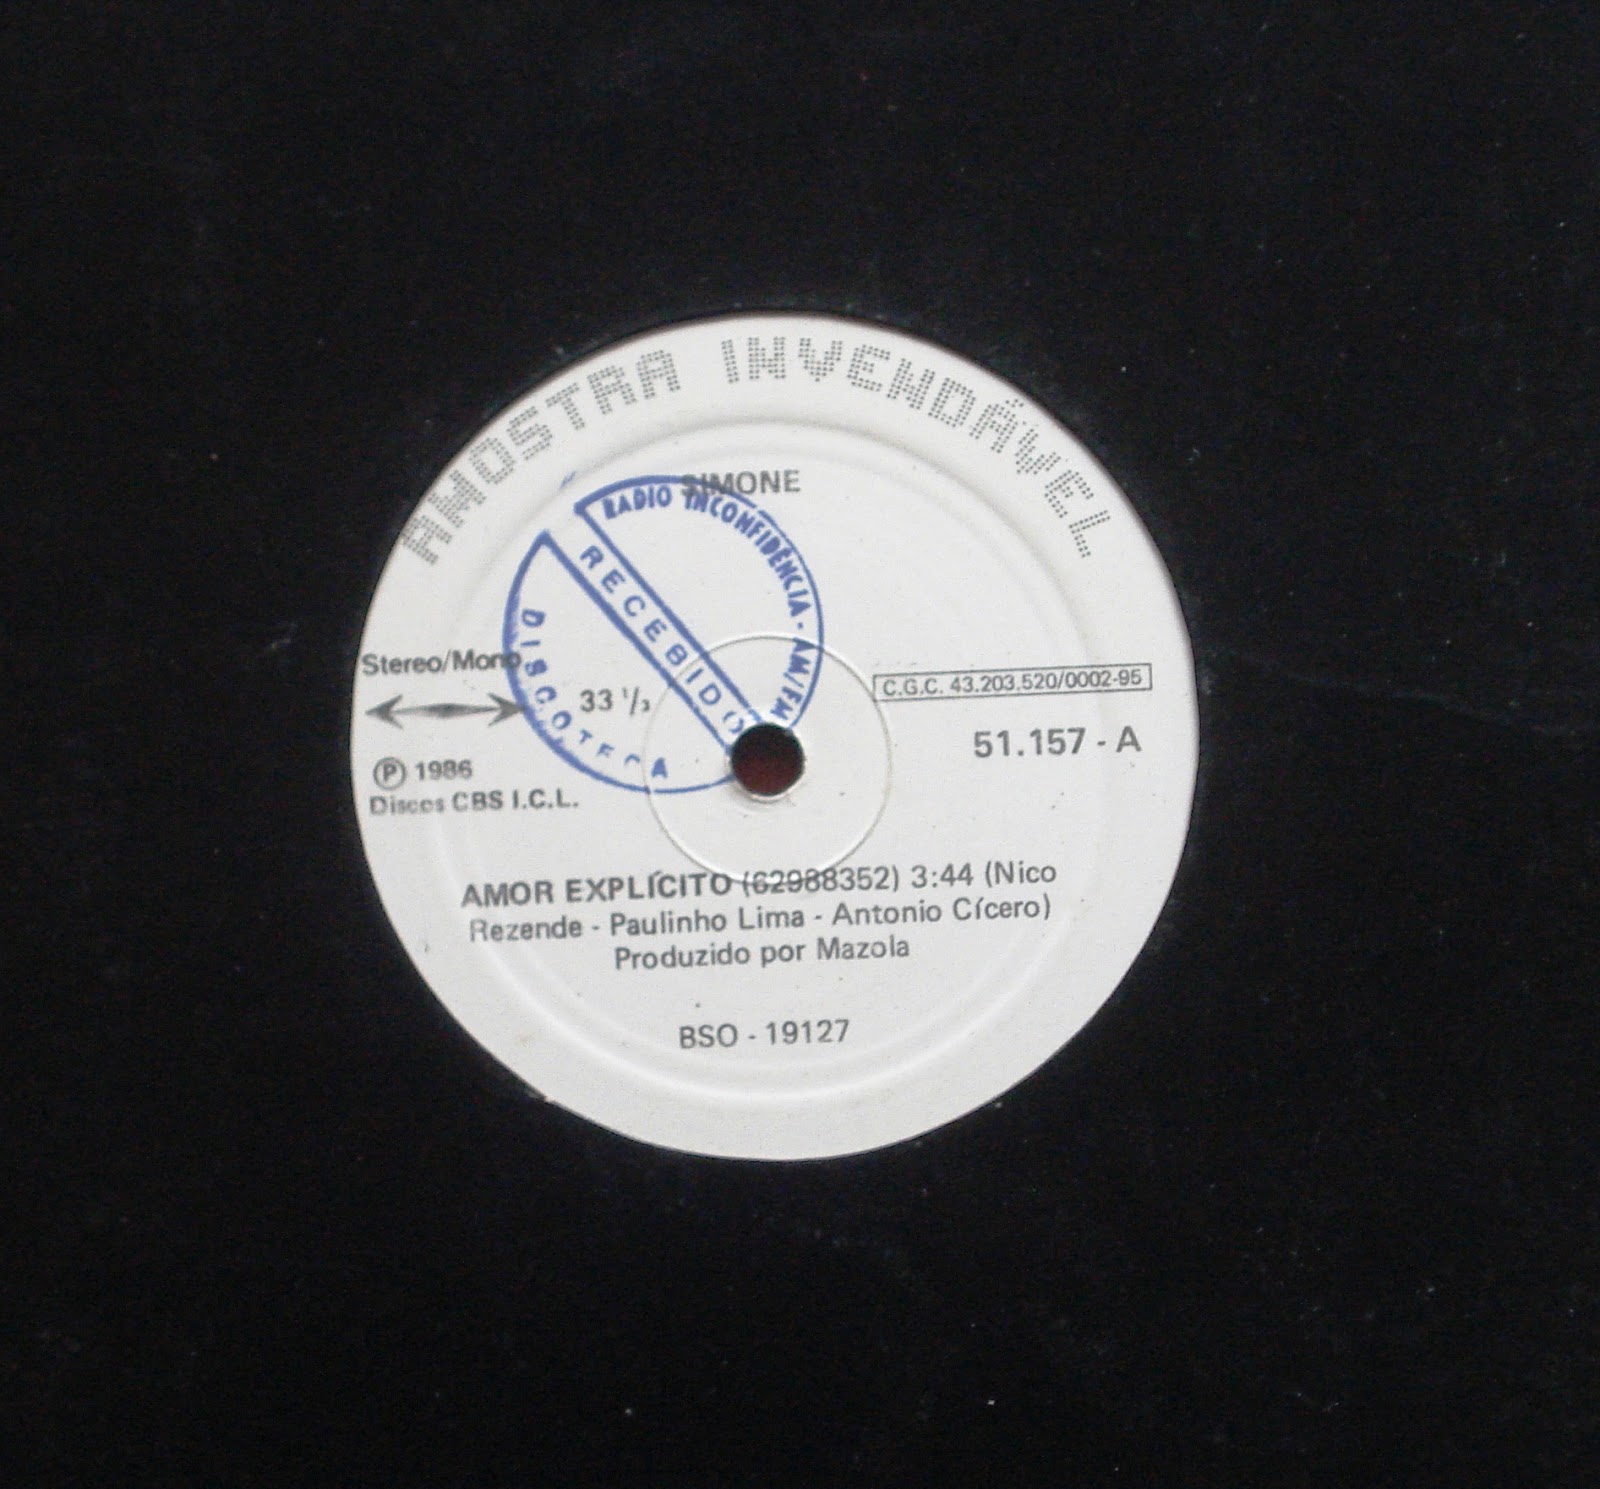 AMOSTRA INVENDÁVEL
SIMONE
RADIO INCONFIDÊNCIA - AM/FM
RECEBIDO
DISCOTECA
Stereo/Mono
33 1/3
C.G.C. 43.203.520/0002-95
51.157 - A
Ⓟ 1986
Discos CBS I.C.L.
AMOR EXPLÍCITO (62988352) 3:44 (Nico
Rezende - Paulinho Lima - Antonio Cícero)
Produzido por Mazola
BSO - 19127